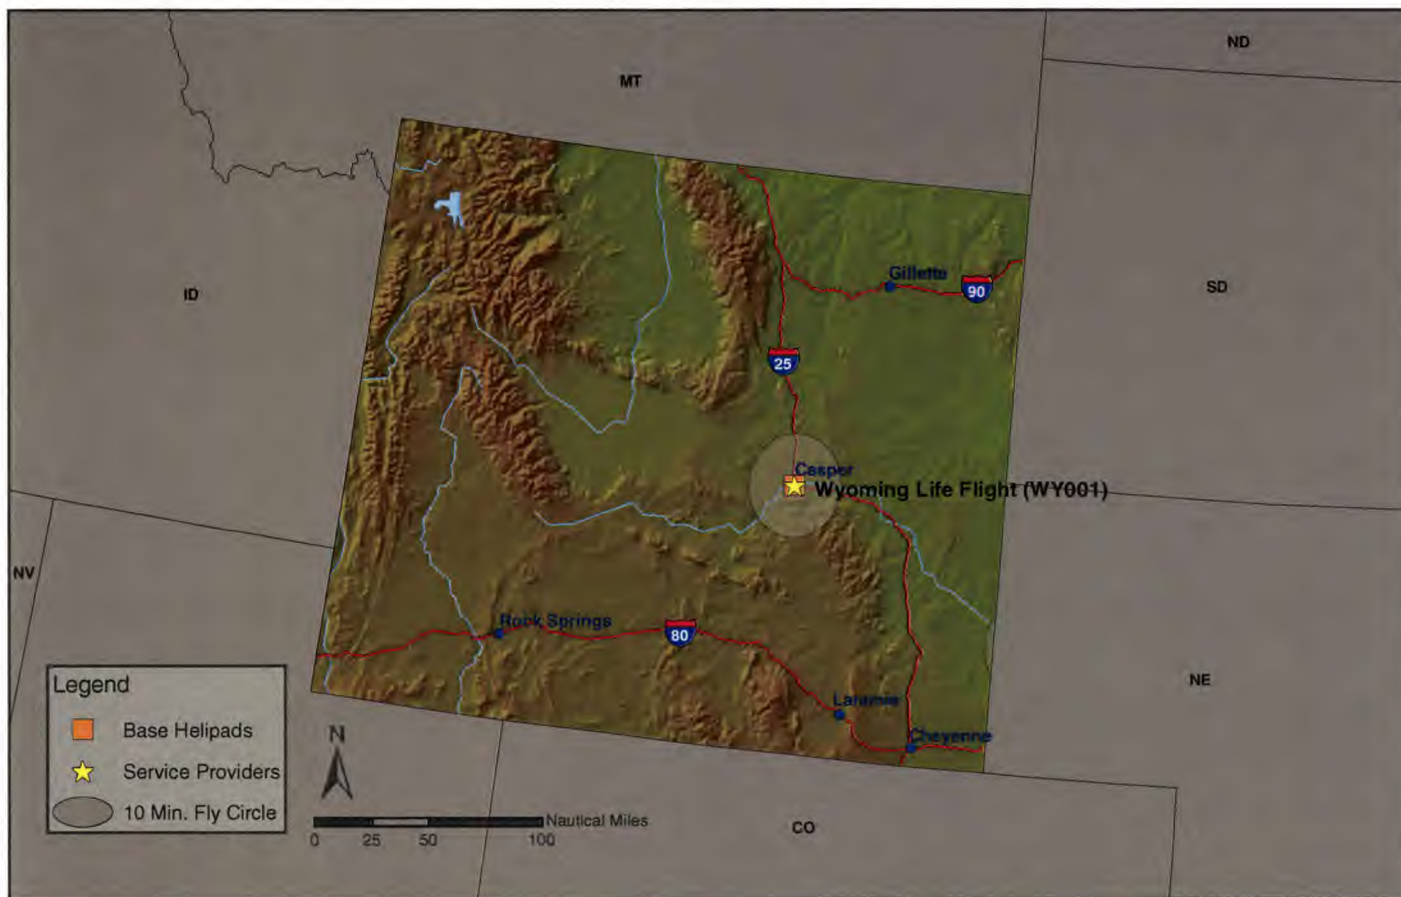 ND
MT
ID
SD
Gillette
90
25
Casper
Wyoming Life Flight (WY001)
NV
Rock Springs
80
NE
Laramie
Cheyenne
CO
Legend
Base Helipads
Service Providers
10 Min. Fly Circle
N
Nautical Miles
0 25 50 100